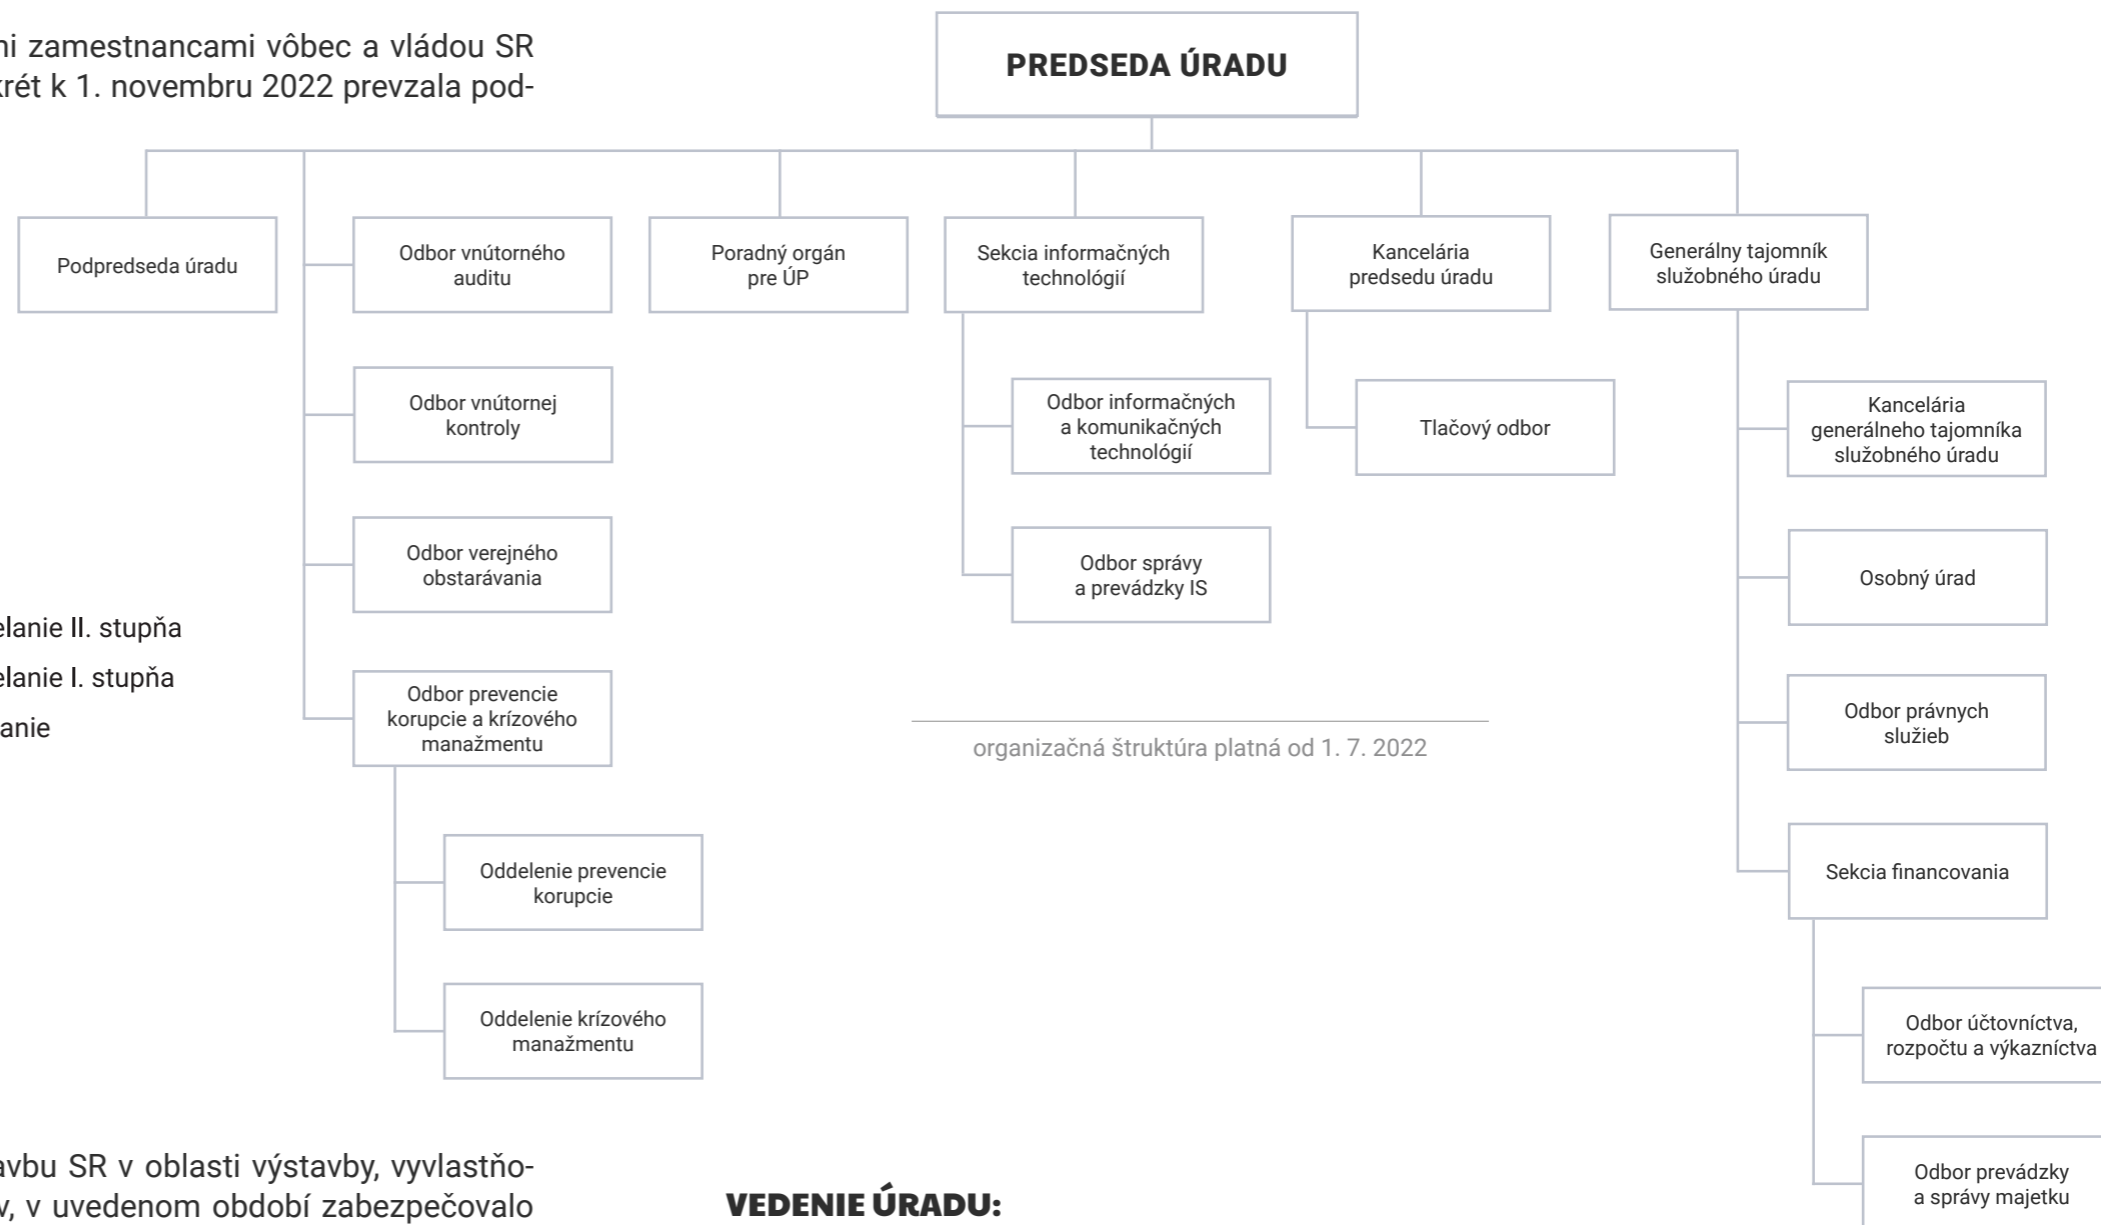 ni zamestnancami vôbec a vládou SR
krét k 1. novembru 2022 prevzala pod-
PREDSEDA ÚRADU
Podpredseda úradu
Odbor vnútorného
auditu
Poradný orgán
pre ÚP
Sekcia informačných
technológií
Kancelária
predsedu úradu
Generálny tajomník
služobného úradu
Odbor vnútornej
kontroly
Odbor informačných
a komunikačných
technológií
Tlačový odbor
Kancelária
generálneho tajomníka
služobného úradu
Odbor verejného
obstarávania
Odbor správy
a prevádzky IS
Osobný úrad
elanie II. stupňa
elanie I. stupňa
anie
Odbor prevencie
korupcie a krízového
manažmentu
organizačná štruktúra platná od 1. 7. 2022
Odbor právnych
služieb
Oddelenie prevencie
korupcie
Sekcia financovania
Oddelenie krízového
manažmentu
Odbor účtovníctva,
rozpočtu a výkazníctva
Odbor prevádzky
a správy majetku
avbu SR v oblasti výstavby, vyvlastňo-
v, v uvedenom období zabezpečovalo
VEDENIE ÚRADU: